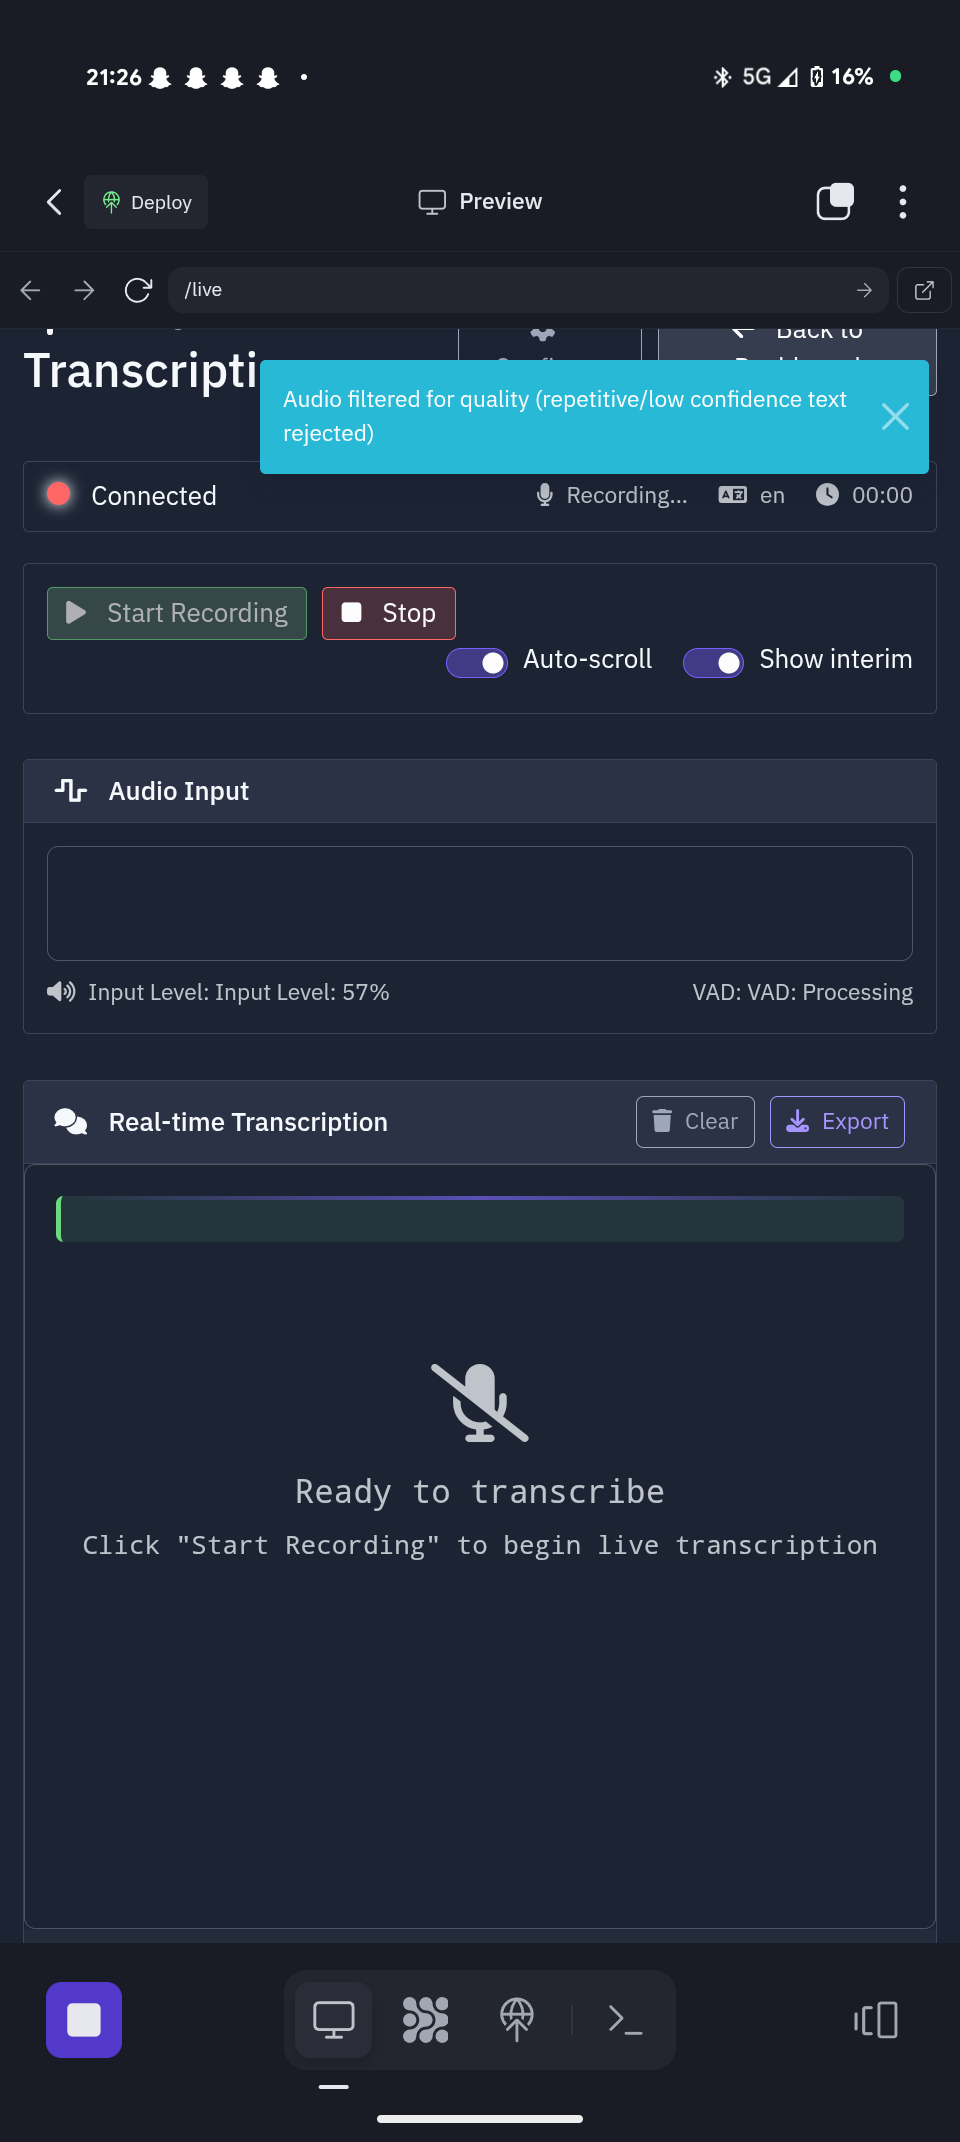 21:26
5G 16%
Deploy
Preview
/live
Back to
Transcripti
Audio filtered for quality (repetitive/low confidence text
rejected)
Connected
Recording...
en
00:00
Start Recording
Stop
Auto-scroll
Show interim
Audio Input
Input Level: Input Level: 57%
VAD: VAD: Processing
Real-time Transcription
Clear
Export
Ready to transcribe
Click "Start Recording" to begin live transcription